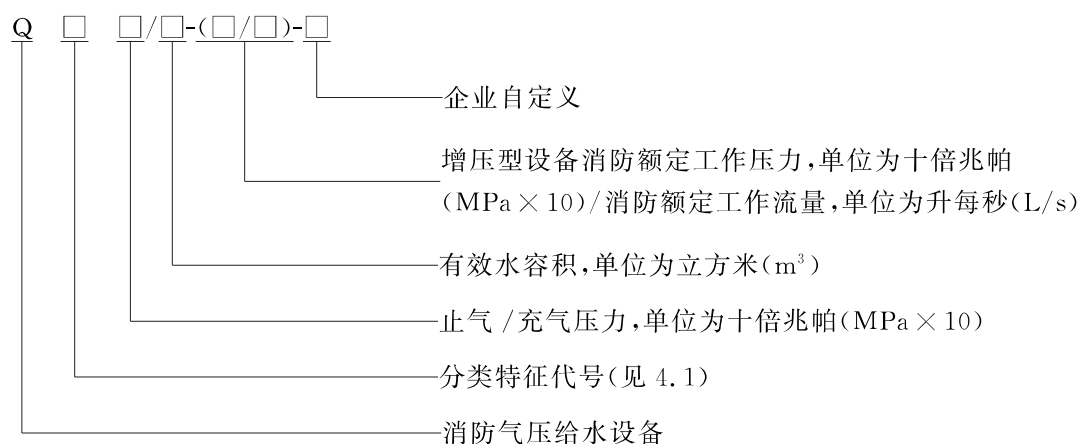 Q □ □/□-(□/□)-□
企业自定义
增压型设备消防额定工作压力,单位为十倍兆帕
(MPa×10)/消防额定工作流量,单位为升每秒(L/s)
有效水容积,单位为立方米(m³)
止气/充气压力,单位为十倍兆帕(MPa×10)
分类特征代号(见 4.1)
消防气压给水设备